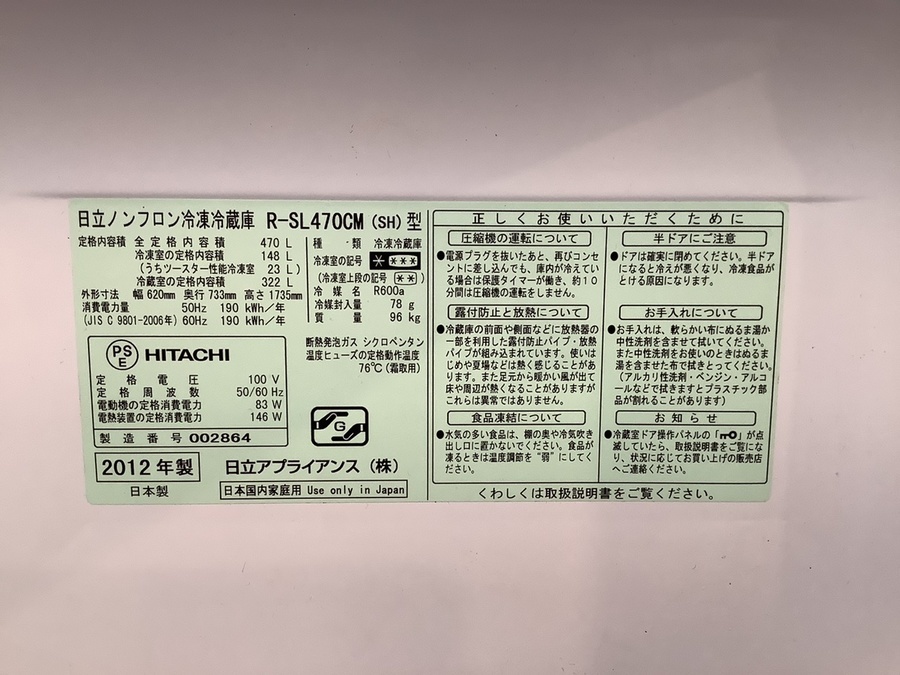 日立ノンフロン冷凍冷蔵庫 R-SL470CM (SH) 型
定格内容積 全定格内容積 470 L
冷凍室の定格内容積 148 L
(うちツースター性能冷凍室 23 L)
冷蔵室の定格内容積 322 L
外形寸法 幅 620mm 奥行 733mm 高さ 1735mm
消費電力量 50Hz 190 kWh/年
(JIS C 9801-2006年) 60Hz 190 kWh/年
種類 冷凍冷蔵庫
冷凍室の記号 * ***
(冷凍室上段の記号 **)
冷媒名 R600a
冷媒封入量 78 g
質量 96 kg
PS
E
HITACHI
定格電圧 100 V
定格周波数 50/60 Hz
電動機の定格消費電力 83 W
電熱装置の定格消費電力 146 W
製造番号 002864
断熱発泡ガス シクロペンタン
温度ヒューズの定格動作温度
76℃(霜取用)
G
2012 年製
日本製
日立アプライアンス(株)
日本国内家庭用 Use only in Japan
正しくお使いいただくために
圧縮機の運転について
●電源プラグを抜いたあと、再びコンセ
ントに差し込んでも、庫内が冷えてい
る場合は保護タイマーが働き、約10
分間は圧縮機の運転をしません。
露付防止と放熱について
●冷蔵庫の前面や側面などに放熱器の
一部を利用した露付防止パイプ・放熱
パイプが組み込まれています。使いは
じめや夏場などは熱く感じることがあ
ります。また足元から暖かい風が出て
床や周辺が熱くなることがありますが
これらは異常ではありません。
食品凍結について
●水気の多い食品は、棚の奥や冷気吹き
出し口に置かないでください。食品が
凍るときは温度調節を“弱”にしてく
ださい。
半ドアにご注意
●ドアは確実に閉めてください。半ドア
になると冷えが悪くなり、冷凍食品が
とける原因になります。
お手入れについて
●お手入れは、軟らかい布にぬるま湯か
中性洗剤を含ませて拭いてください。
また中性洗剤をお使いのときはぬるま
湯を含ませた布で拭きとってください。
(アルカリ性洗剤・ベンジン・アルコ
ールなどで拭きますとプラスチック部
品が割れることがあります)
お知らせ
●冷蔵室ドア操作パネルの「」が点
滅していたら、取扱説明書をご覧にな
り、状況に応じてお買い上げの販売店
へご連絡ください。
くわしくは取扱説明書をご覧ください。